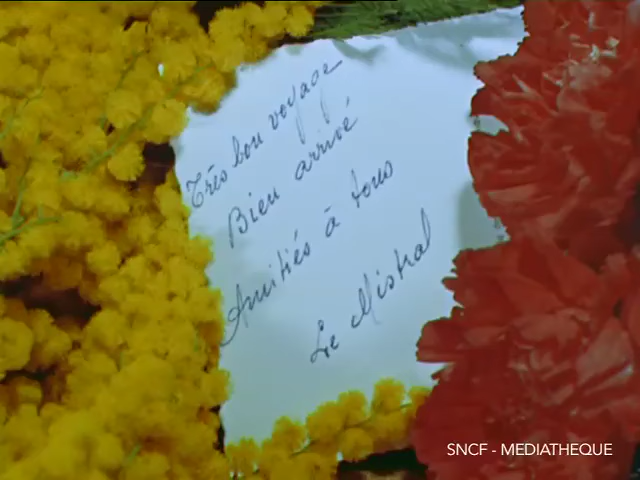 Très bon voyage
Bien arrivé
Amitiés à tous
Le Mistral
SNCF - MEDIATHEQUE